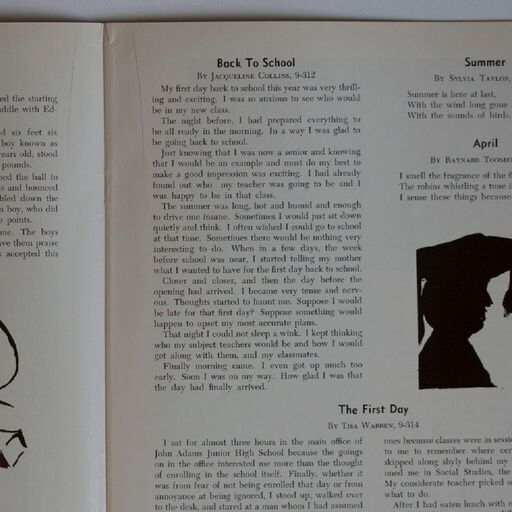 ed the starting
uddle with Ed-
d six feet six
boy known as
ears old, stood
pounds.
bed the ball to
s and bounced
bled down the
n boy, who did
o points.
me. The boys
ave them praise
s accepted this
Back To School
BY JACQUELINE COLLINS, 9-312
My first day back to school this year was very thrill-
ing and exciting. I was so anxious to see who would
be in my new class.
The night before, I had prepared everything to
be all ready in the morning. In a way I was glad to
be going back to school.
Just knowing that I was now a senior and knowing
that I would be an example and must do my best to
make a good impression was exciting. I had already
found out who my teacher was going to be and I
was happy to be in that class.
The summer was long, hot and humid and enough
to drive one insane. Sometimes I would just sit down
quietly and think. I often wished I could go to school
at that time. Sometimes there would be nothing very
interesting to do. When in a few days, the week
before school was near, I started telling my mother
what I wanted to have for the first day back to school.
Closer and closer, and then the day before the
opening had arrived. I became very tense and nerv-
ous. Thoughts started to haunt me. Suppose I would
be late for that first day? Suppose something would
happen to upset my most accurate plans.
That night I could not sleep a wink. I kept thinking
who my subject teachers would be and how I would
get along with them, and my classmates.
Finally morning came. I even got up much too
early. Soon I was on my way. How glad I was that
the day had finally arrived.
Summer
BY SYLVIA TAYLOR,
Summer is here at last,
With the wind long gone
With the sounds of birds.
April
BY RAYNARD TOOME
I smell the fragrance of the f
The robins whistling a tune i
I sense these things because
The First Day
BY TISA WARREN, 9-314
I sat for almost three hours in the main office of
John Adams Junior High School because the goings
on in the office interested me more than the thought
of enrolling in the school itself. Finally, whether it
was from fear of not being enrolled that day or from
annoyance at being ignored, I stood up, walked over
to the desk, and stared at a man whom I had assumed
ones because classes were in sessi
to me to remember where cer
skipped along shyly behind my
oned me in Social Studies, the
My considerate teacher picked o
what to do.
After I had eaten lunch with m